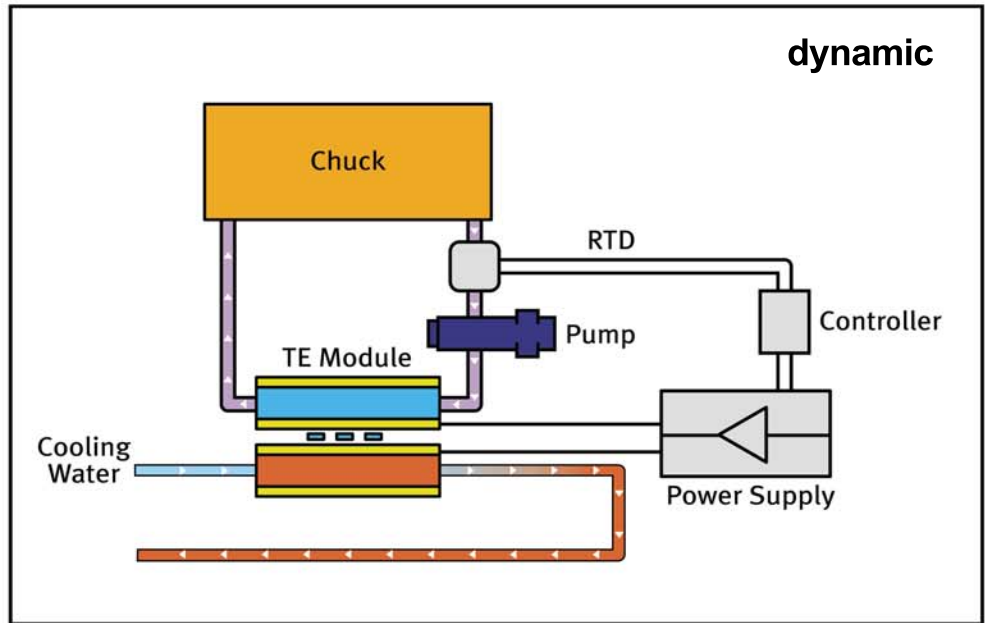 dynamic
Chuck
RTD
Controller
Pump
TE Module
Cooling
Water
Power Supply